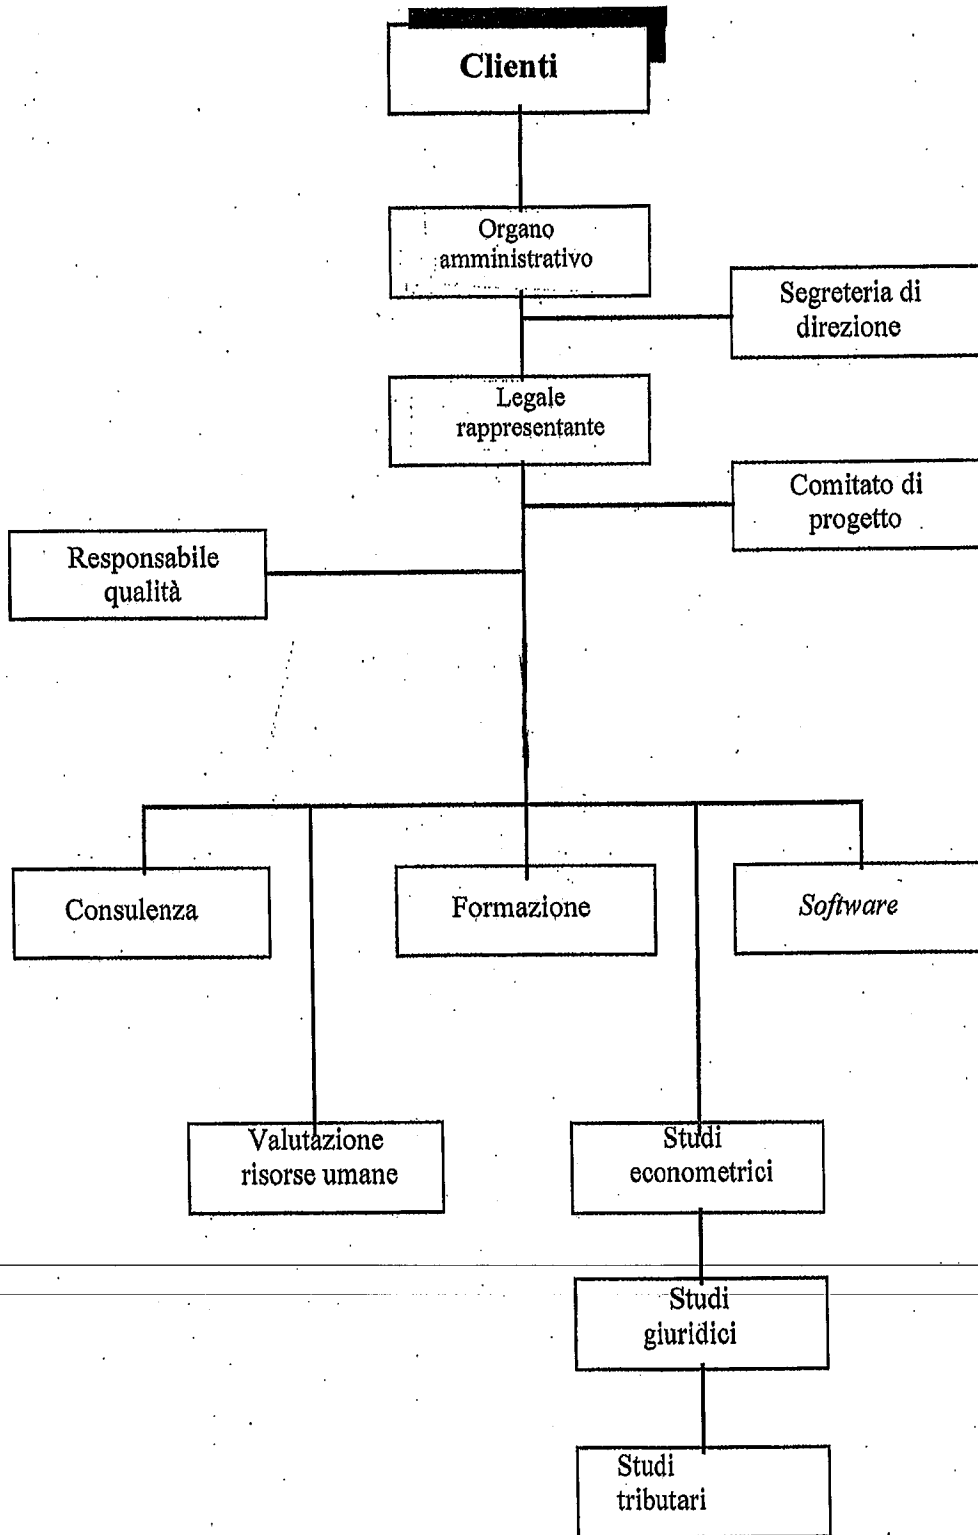 Clienti
Organo
amministrativo
Segreteria di
direzione
Legale
rappresentante
Comitato di
progetto
Responsabile
qualità
Consulenza
Formazione
Software
Valutazione
risorse umane
Studi
econometrici
Studi
giuridici
Studi
tributari